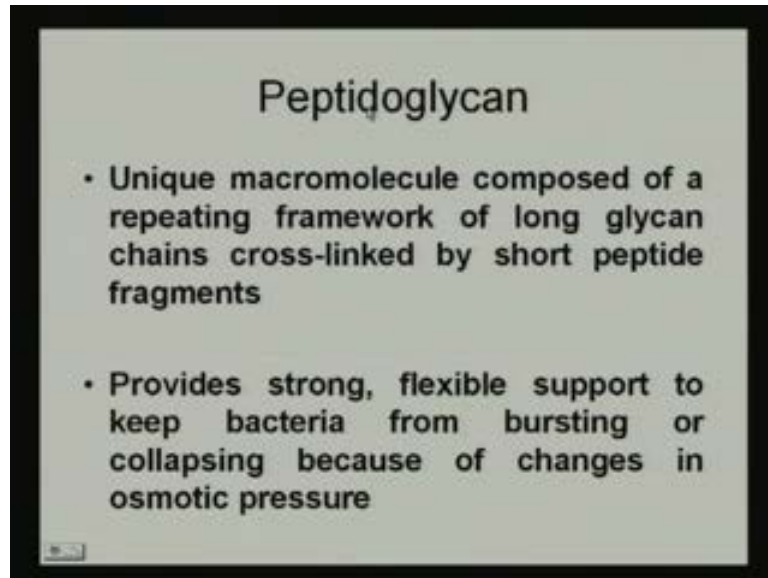 Peptidoglycan
• Unique macromolecule composed of a
repeating framework of long glycan
chains cross-linked by short peptide
fragments
• Provides strong, flexible support to
keep bacteria from bursting or
collapsing because of changes in
osmotic pressure